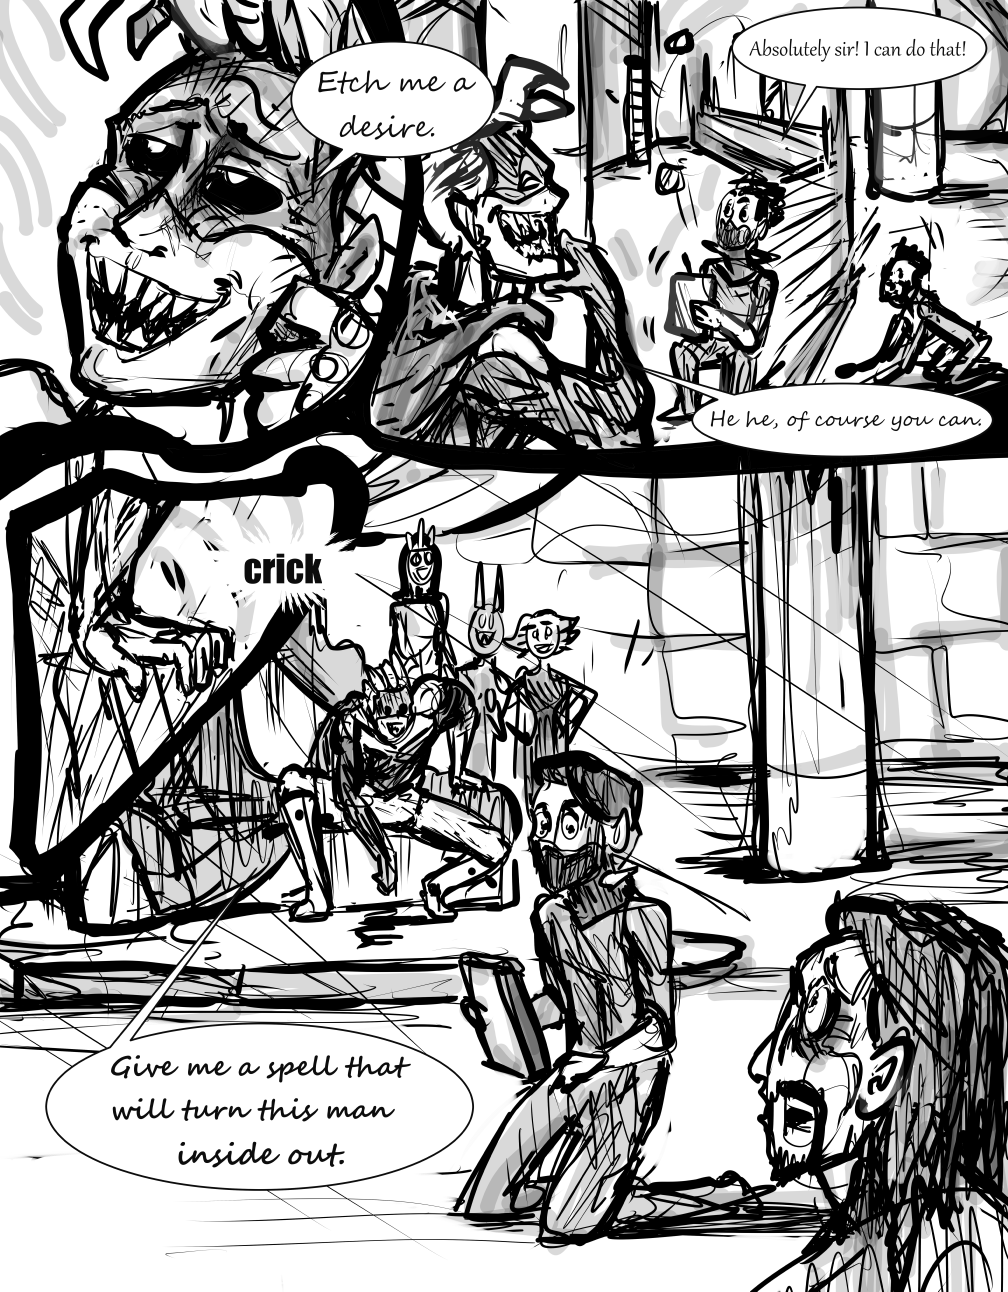 Etch me a
desire.
Absolutely sir! I can do that!
He he, of course you can.
crick
Give me a spell that
will turn this man
inside out.